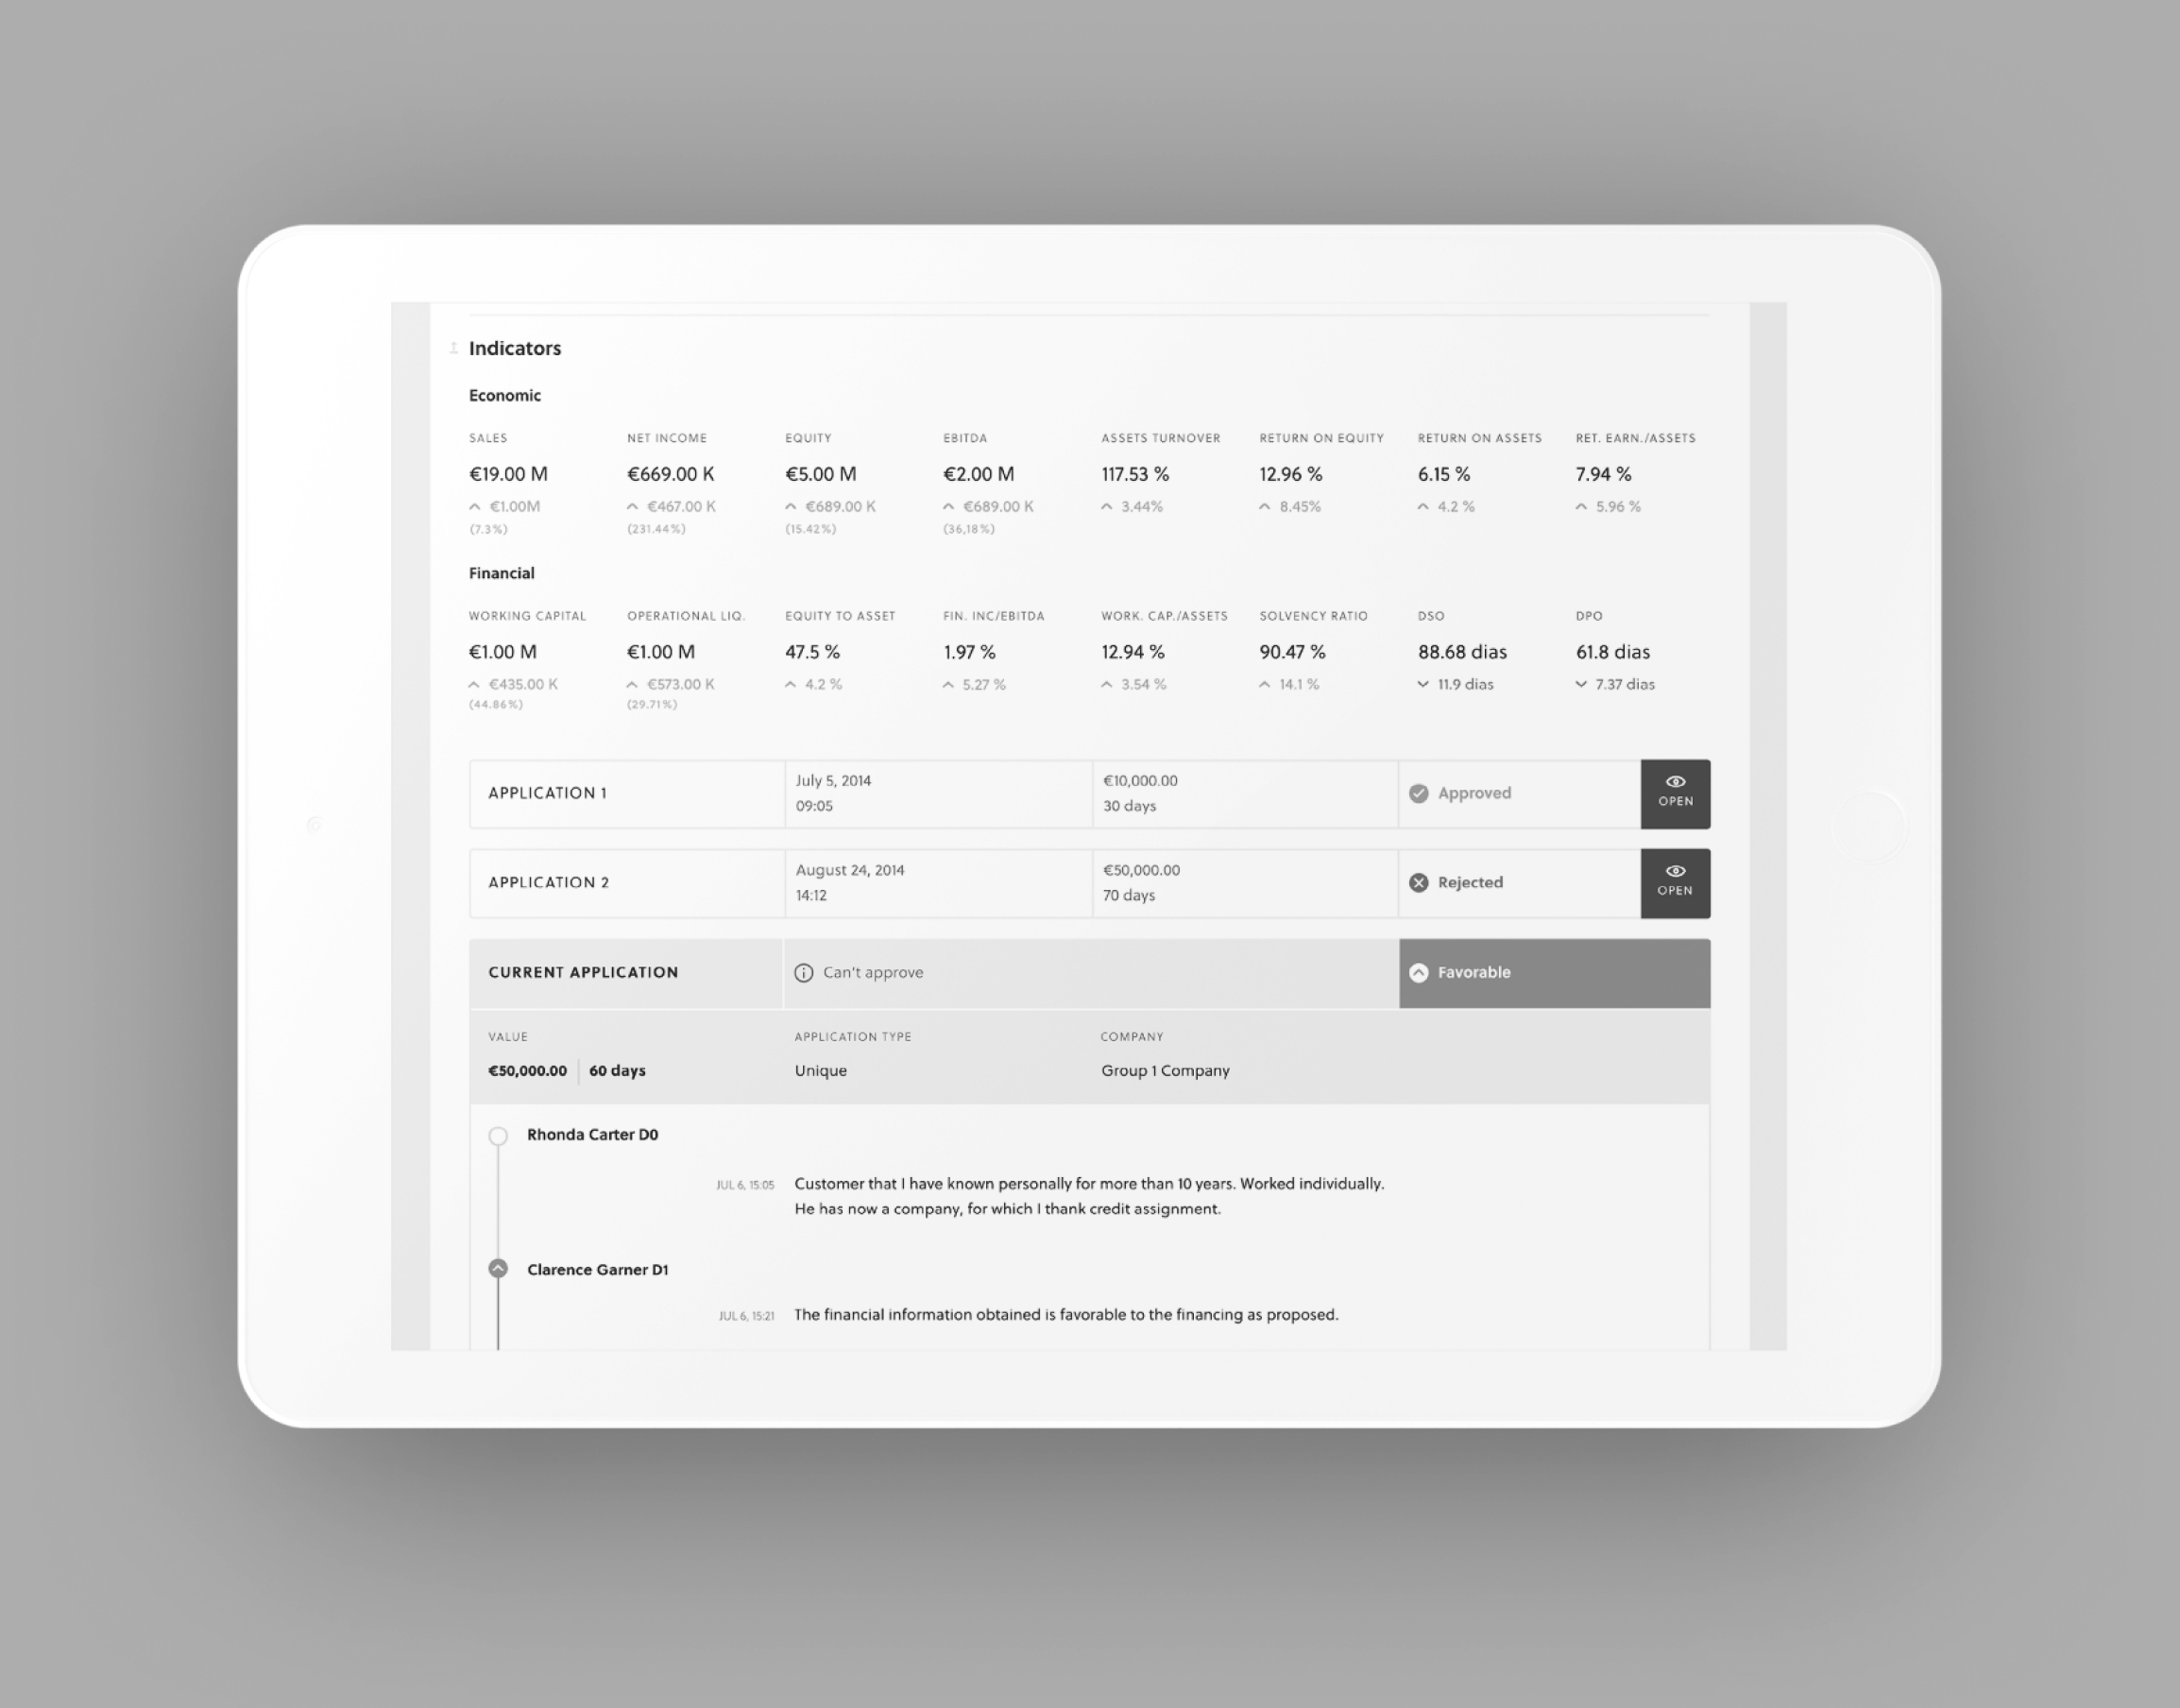 Indicators
Economic
SALES NET INCOME EQUITY EBITDA ASSETS TURNOVER RETURN ON EQUITY RETURN ON ASSETS RET. EARN./ASSETS
€19.00 M €669.00 K €5.00 M €2.00 M 117.53 % 12.96 % 6.15 % 7.94 %
€1.00M €467.00 K €689.00 K €689.00 K 3.44% 8.45% 4.2 % 5.96 %
(7.3%) (231.44%) (15.42%) (36,18%)
Financial
WORKING CAPITAL OPERATIONAL LIQ. EQUITY TO ASSET FIN. INC/EBITDA WORK. CAP./ASSETS SOLVENCY RATIO DSO DPO
€1.00 M €1.00 M 47.5 % 1.97 % 12.94 % 90.47 % 88.68 dias 61.8 dias
€435.00 K €573.00 K 4.2 % 5.27 % 3.54 % 14.1 % 11.9 dias 7.37 dias
(44.86%) (29.71%)
APPLICATION 1
July 5, 2014
09:05
€10,000.00
30 days
Approved
OPEN
APPLICATION 2
August 24, 2014
14:12
€50,000.00
70 days
Rejected
OPEN
CURRENT APPLICATION Can't approve Favorable
VALUE APPLICATION TYPE COMPANY
€50,000.00 60 days Unique Group 1 Company
Rhonda Carter D0
JUL 6, 15:05 Customer that I have known personally for more than 10 years. Worked individually.
He has now a company, for which I thank credit assignment.
Clarence Garner D1
JUL 6, 15:21 The financial information obtained is favorable to the financing as proposed.